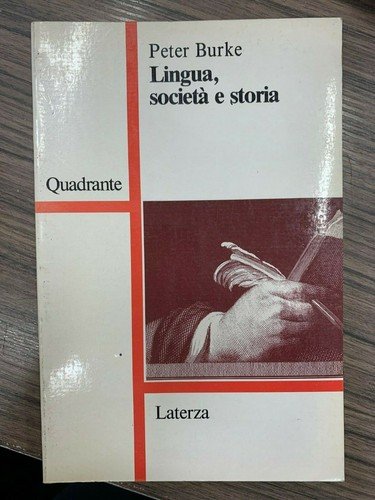 Peter Burke
Lingua,
società e storia
Quadrante
Laterza